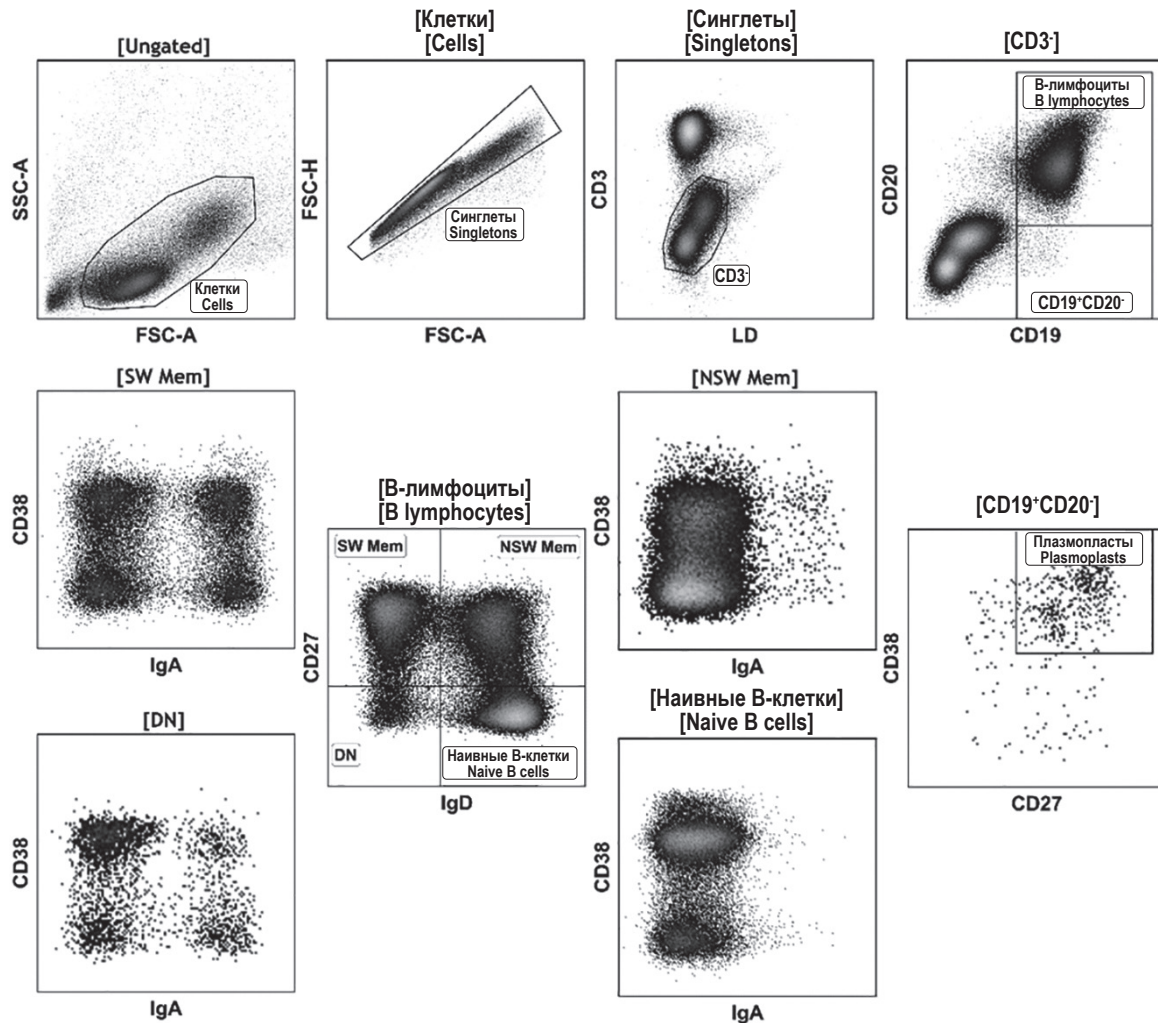 [Ungated]
SSC-A
FSC-A
Клетки
Cells
[Клетки]
[Cells]
FSC-H
FSC-A
Синглеты
Singletons
[Синглеты]
[Singletons]
CD3
LD
CD3-
[CD3-]
CD20
CD19
В-лимфоциты
B lymphocytes
CD19+CD20-
[SW Mem]
CD38
IgA
[В-лимфоциты]
[B lymphocytes]
CD27
IgD
SW Mem
NSW Mem
DN
Наивные В-клетки
Naive B cells
[NSW Mem]
CD38
IgA
[CD19+CD20-]
Плазмопласты
Plasmoplasts
CD38
CD27
[DN]
CD38
IgA
[Наивные В-клетки]
[Naive B cells]
CD38
IgA